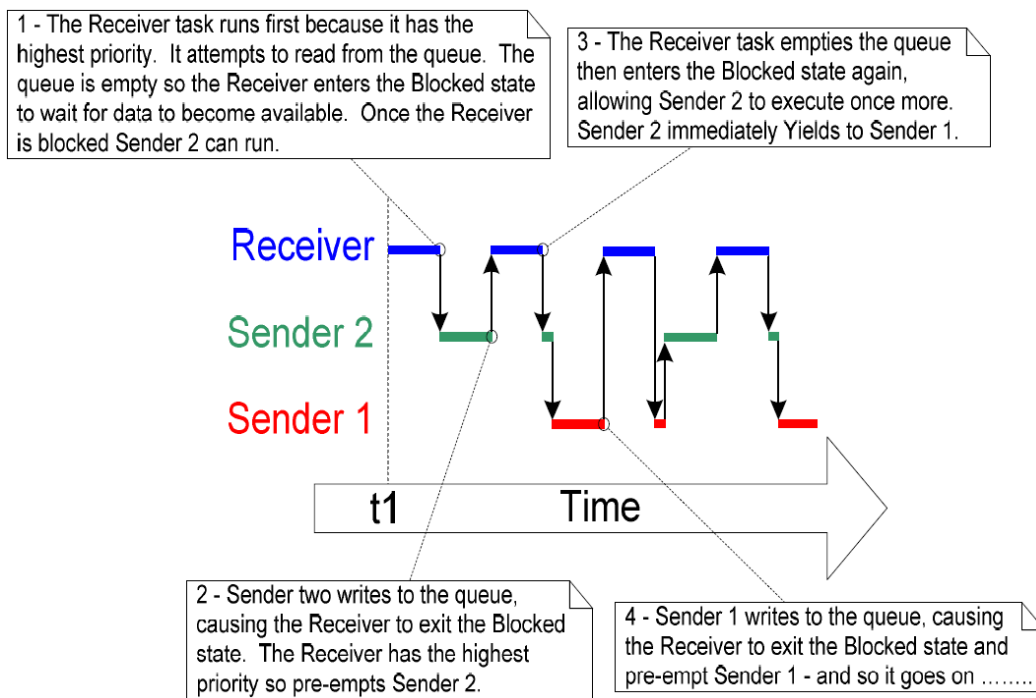 1 - The Receiver task runs first because it has the
highest priority.  It attempts to read from the queue.  The
queue is empty so the Receiver enters the Blocked state
to wait for data to become available.  Once the Receiver
is blocked Sender 2 can run.
3 - The Receiver task empties the queue
then enters the Blocked state again,
allowing Sender 2 to execute once more.
Sender 2 immediately Yields to Sender 1.
Receiver
Sender 2
Sender 1
t1
Time
2 - Sender two writes to the queue,
causing the Receiver to exit the Blocked
state.  The Receiver has the highest
priority so pre-empts Sender 2.
4 - Sender 1 writes to the queue, causing
the Receiver to exit the Blocked state and
pre-empt Sender 1 - and so it goes on ........